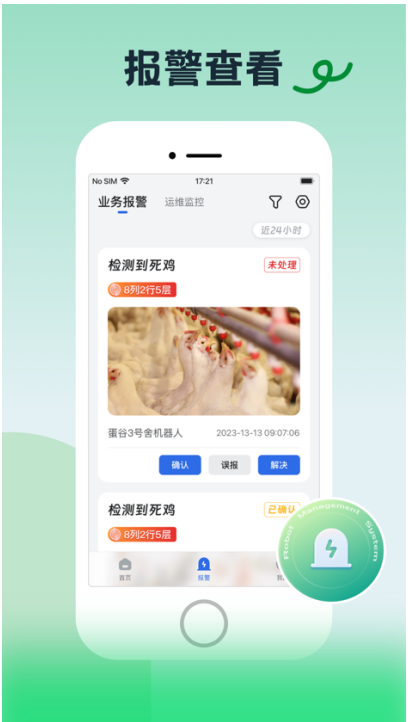 报警查看
No SIM
17:21
业务报警
运维监控
近24小时
检测到死鸡
未处理
8列2行5层
蛋谷3号舍机器人
2023-13-13 09:07:06
确认
误报
解决
检测到死鸡
已确认
8列2行5层
Robot Management System
首页
报警